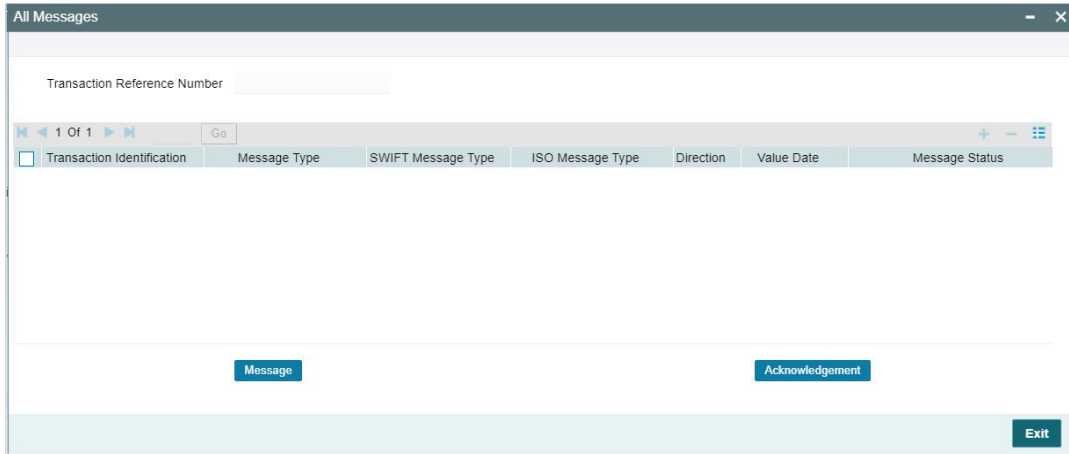 All Messages
Transaction Reference Number
1 Of 1 Go
Transaction Identification Message Type SWIFT Message Type ISO Message Type Direction Value Date Message Status
Message Acknowledgement
Exit